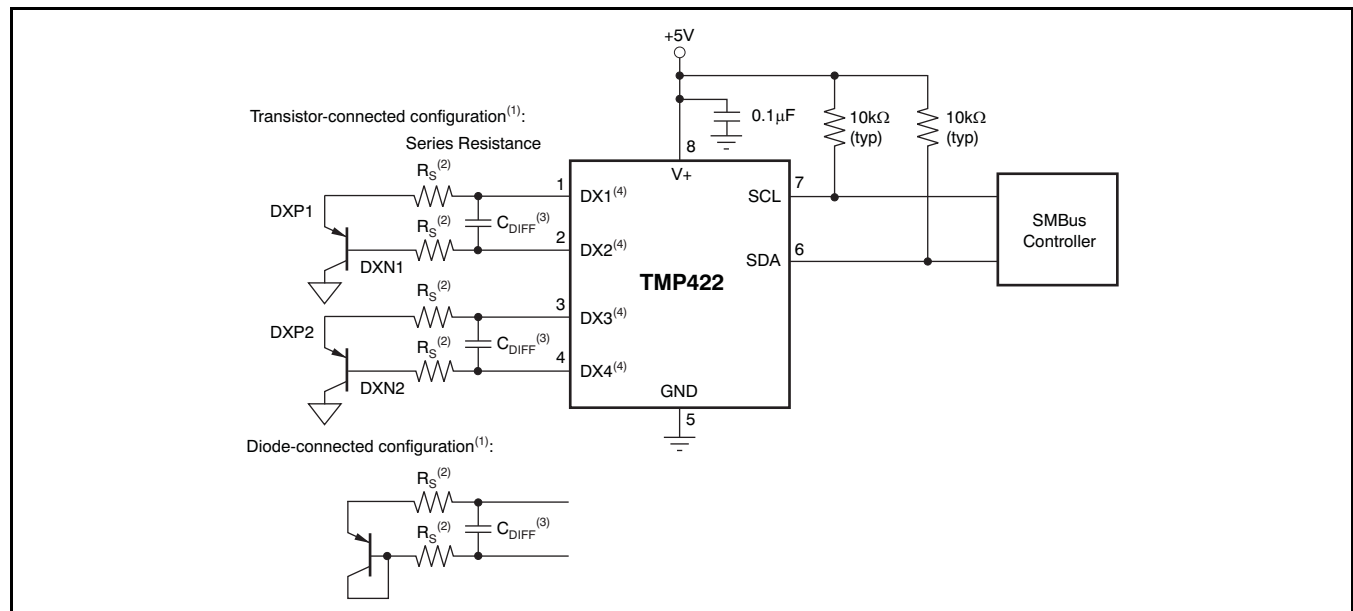 +5V
Transistor-connected configuration(1):
Series Resistance
0.1μF
10kΩ
(typ)
10kΩ
(typ)
8
V+
RS(2)
DXP1
1
DX1(4)
CDIFF(3)
RS(2)
DXN1
2
DX2(4)
SCL
7
SDA
6
SMBus
Controller
TMP422
RS(2)
DXP2
3
DX3(4)
CDIFF(3)
RS(2)
DXN2
4
DX4(4)
GND
5
Diode-connected configuration(1):
RS(2)
CDIFF(3)
RS(2)